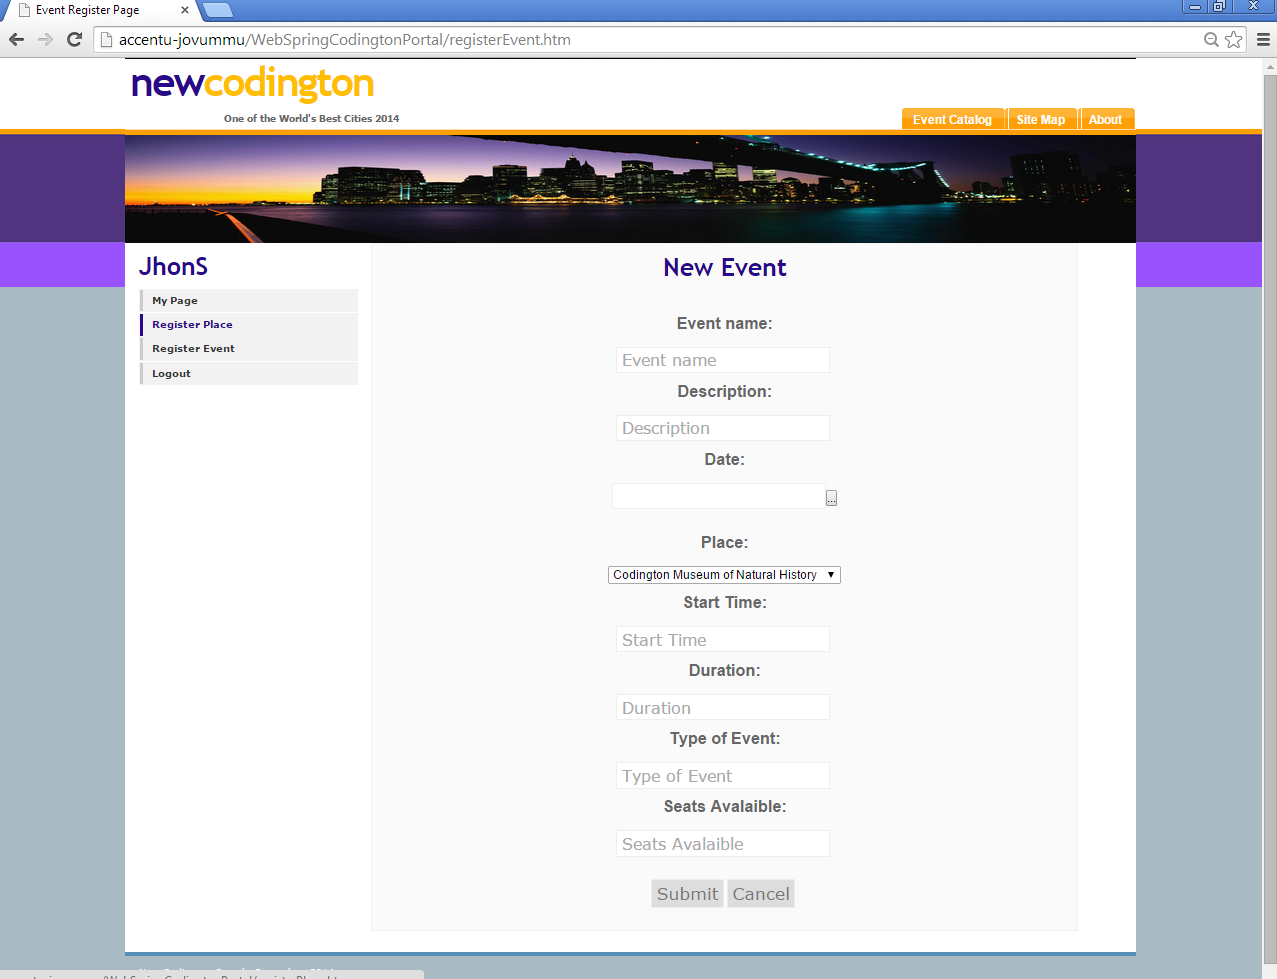 Event Register Page
accentu-jovummu/WebSpringCodingtonPortal/registerEvent.htm
newcodington
One of the World's Best Cities 2014
Event Catalog
Site Map
About
JhonS
My Page
Register Place
Register Event
Logout
New Event
Event name:
Event name
Description:
Description
Date:
...
Place:
Codington Museum of Natural History
Start Time:
Start Time
Duration:
Duration
Type of Event:
Type of Event
Seats Avalaible:
Seats Avalaible
Submit Cancel